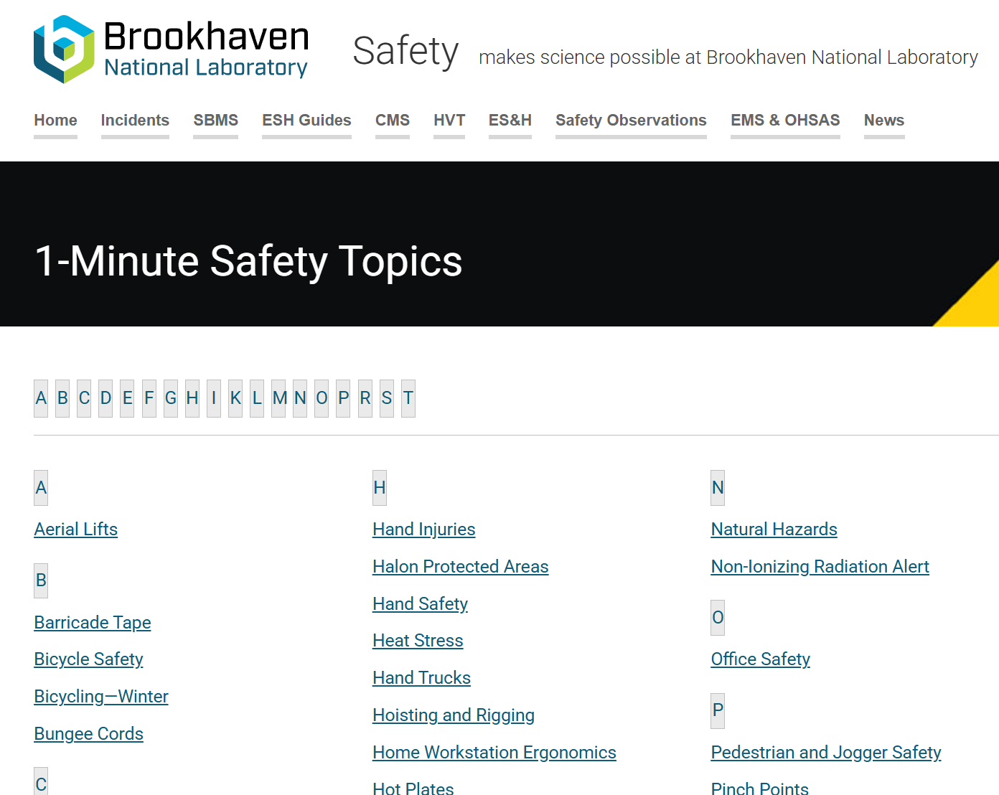 Brookhaven
National Laboratory
Safety makes science possible at Brookhaven National Laboratory
Home Incidents SBMS ESH Guides CMS HVT ES&H Safety Observations EMS & OHSAS News
1-Minute Safety Topics
A B C D E F G H I K L M N O P R S T
A
Aerial Lifts
B
Barricade Tape
Bicycle Safety
Bicycling—Winter
Bungee Cords
C
H
Hand Injuries
Halon Protected Areas
Hand Safety
Heat Stress
Hand Trucks
Hoisting and Rigging
Home Workstation Ergonomics
Hot Plates
N
Natural Hazards
Non-Ionizing Radiation Alert
O
Office Safety
P
Pedestrian and Jogger Safety
Pinch Points